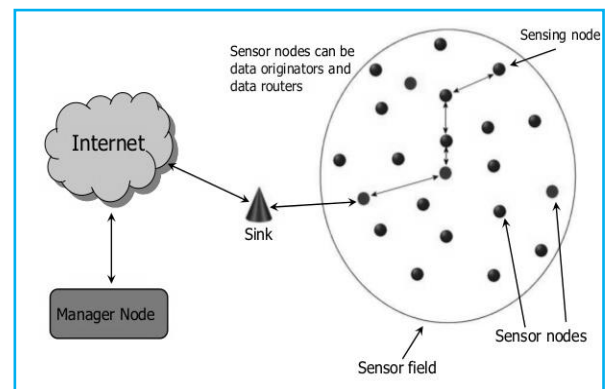 Sensor nodes can be
data originators and
data routers
Sensing node
Internet
Sink
Manager Node
Sensor nodes
Sensor field